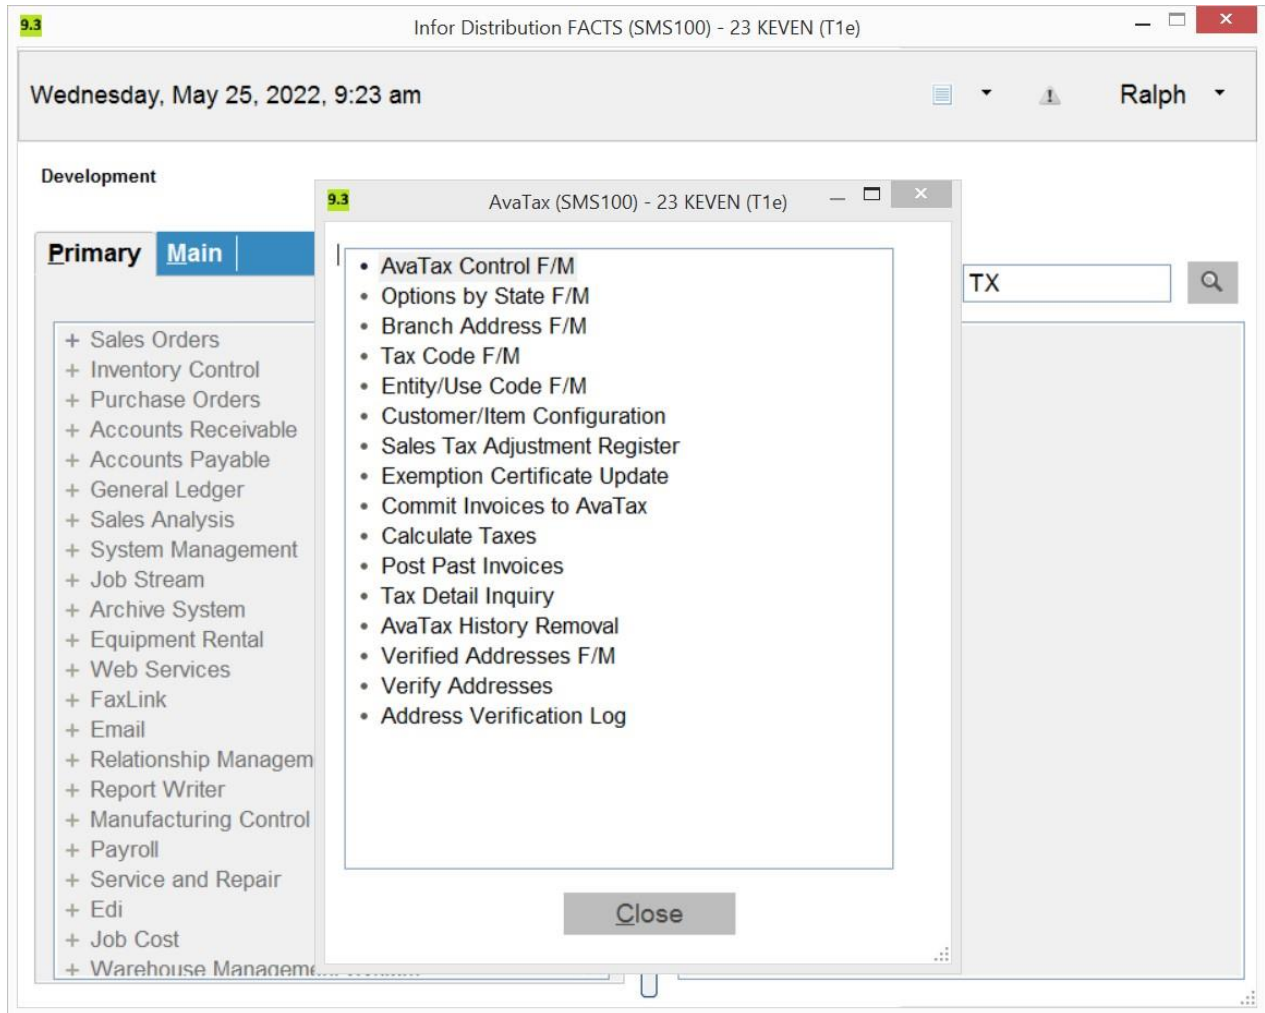 9.3 Infor Distribution FACTS (SMS100) - 23 KEVEN (T1e)
Wednesday, May 25, 2022, 9:23 am Ralph
Development
9.3 AvaTax (SMS100) - 23 KEVEN (T1e)
Primary Main
TX
+ Sales Orders
+ Inventory Control
+ Purchase Orders
+ Accounts Receivable
+ Accounts Payable
+ General Ledger
+ Sales Analysis
+ System Management
+ Job Stream
+ Archive System
+ Equipment Rental
+ Web Services
+ FaxLink
+ Email
+ Relationship Managem
+ Report Writer
+ Manufacturing Control
+ Payroll
+ Service and Repair
+ Edi
+ Job Cost
+ Warehouse Managem
• AvaTax Control F/M
• Options by State F/M
• Branch Address F/M
• Tax Code F/M
• Entity/Use Code F/M
• Customer/Item Configuration
• Sales Tax Adjustment Register
• Exemption Certificate Update
• Commit Invoices to AvaTax
• Calculate Taxes
• Post Past Invoices
• Tax Detail Inquiry
• AvaTax History Removal
• Verified Addresses F/M
• Verify Addresses
• Address Verification Log
Close